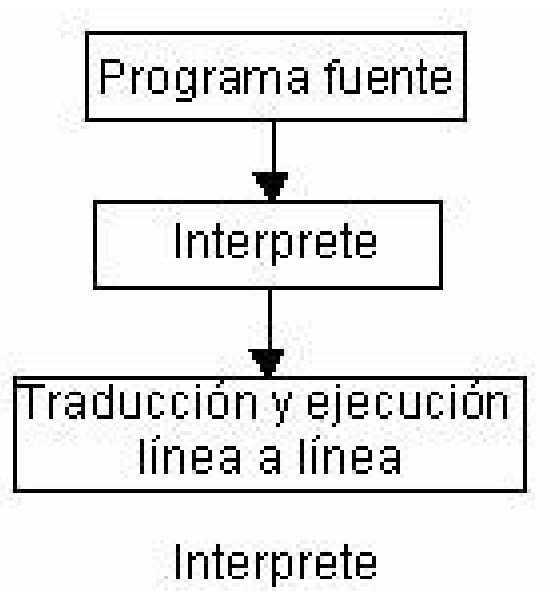 Programa fuente
Interprete
Traducción y ejecución
línea a línea
Interprete